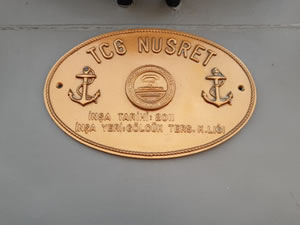 TCG NUSRET
İNŞA TARİHİ: 2011
İNŞA YERİ: GÖLCÜK TERS. K.LIĞI